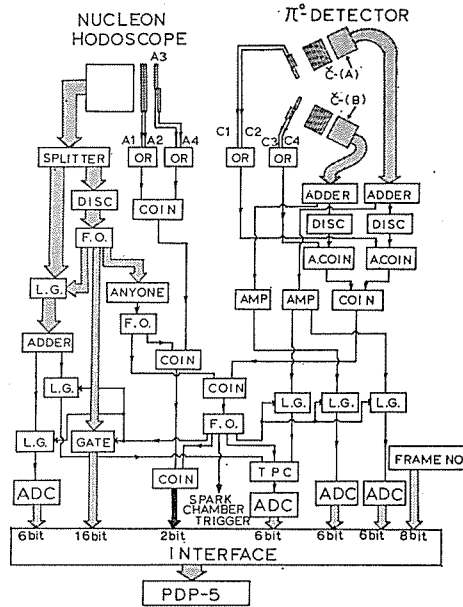 NUCLEON
HODOSCOPE
π° DETECTOR
A3
Č-(A)
Č-(B)
A1 A2 A4
C1 C2
C3 C4
OR OR OR OR
SPLITTER
DISC
COIN
ADDER ADDER
DISC DISC
F.O.
A.COIN A.COIN
L.G.
ANYONE
AMP AMP COIN
F.O.
ADDER
COIN
COIN
L.G.
L.G. L.G. L.G.
F.O.
L.G. GATE
FRAME NO
COIN
TPC
SPARK
CHAMBER
TRIGGER
ADC ADC ADC ADC
6bit 16bit 2bit 6bit 6bit 6bit 8bit
INTERFACE
PDP-5